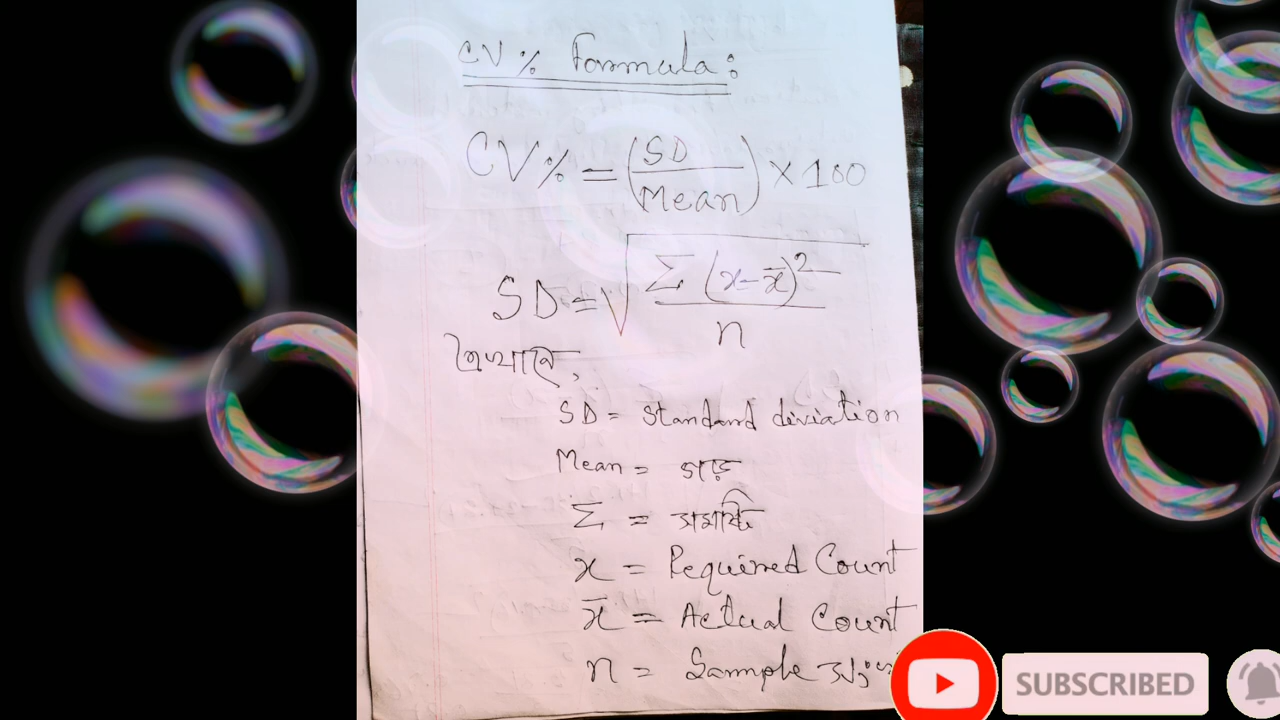 CV% Formula:
CV% = (SD / Mean) × 100
SD = √(Σ(x-x̄)² / n)
এখানে,
SD = Standard deviation
Mean = গড়
Σ = সমষ্টি
x = Required Count
x̄ = Actual Count
n = Sample
SUBSCRIBED